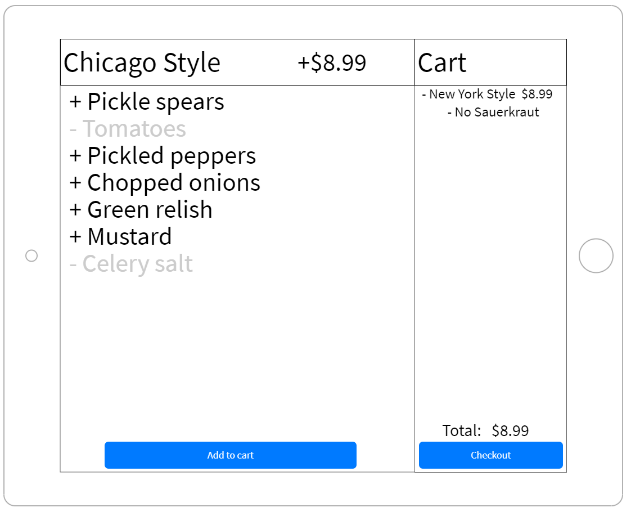 Chicago Style +$8.99
+ Pickle spears
- Tomatoes
+ Pickled peppers
+ Chopped onions
+ Green relish
+ Mustard
- Celery salt
Add to cart
Cart
- New York Style $8.99
- No Sauerkraut
Total: $8.99
Checkout